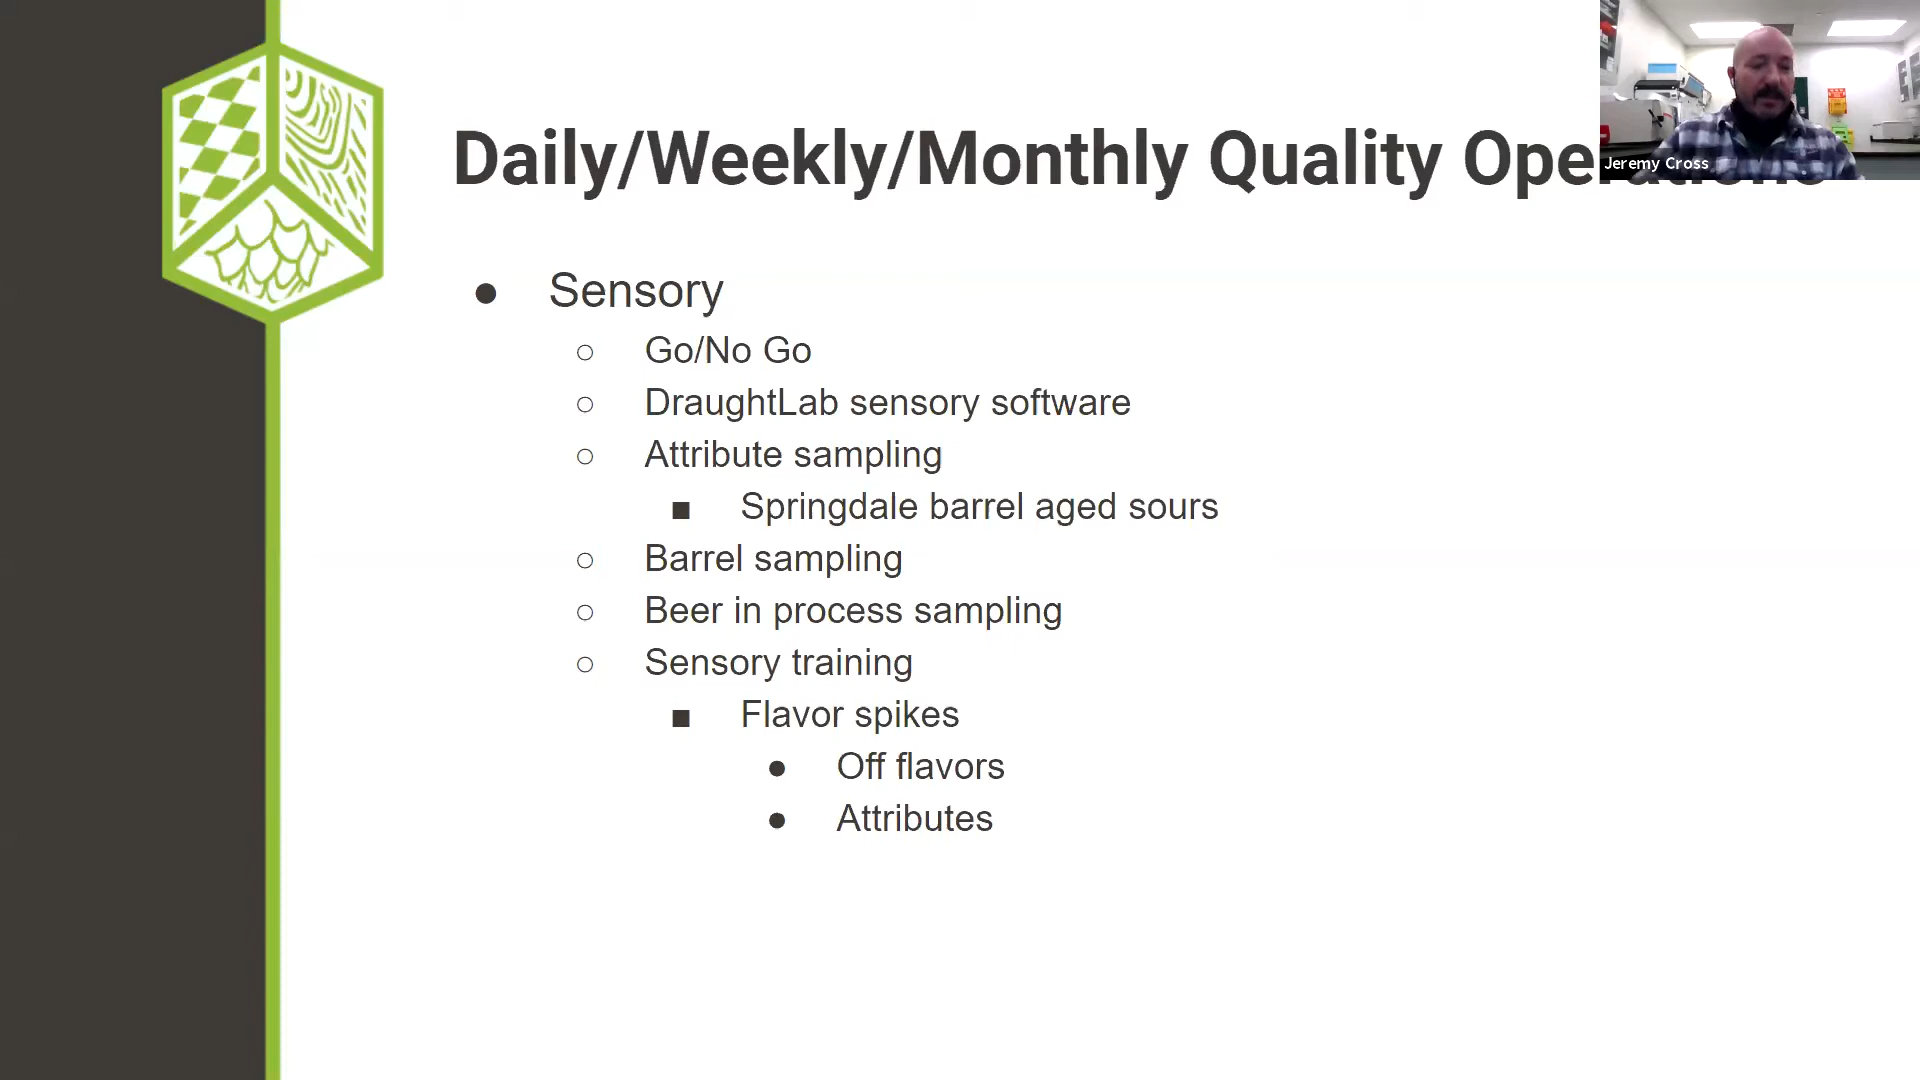 Daily/Weekly/Monthly Quality Operations
Jeremy Cross
● Sensory
○ Go/No Go
○ DraughtLab sensory software
○ Attribute sampling
■ Springdale barrel aged sours
○ Barrel sampling
○ Beer in process sampling
○ Sensory training
■ Flavor spikes
● Off flavors
● Attributes